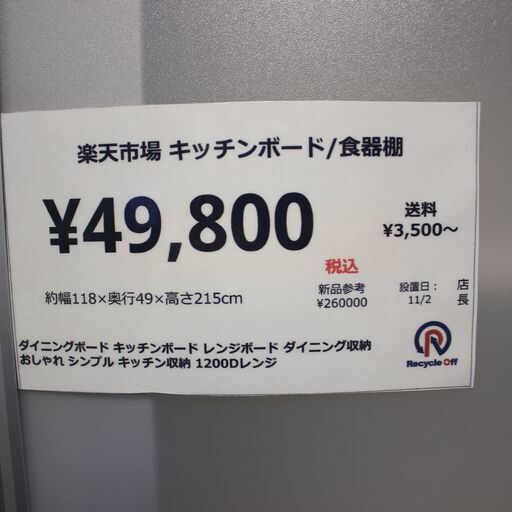 楽天市場 キッチンボード/食器棚
¥49,800
税込
送料
¥3,500～
約幅118×奥行49×高さ215cm
新品参考
¥260000
設置日：
11/2
店
長
ダイニングボード キッチンボード レンジボード ダイニング収納
おしゃれ シンプル キッチン収納 1200Dレンジ
Recycle Off